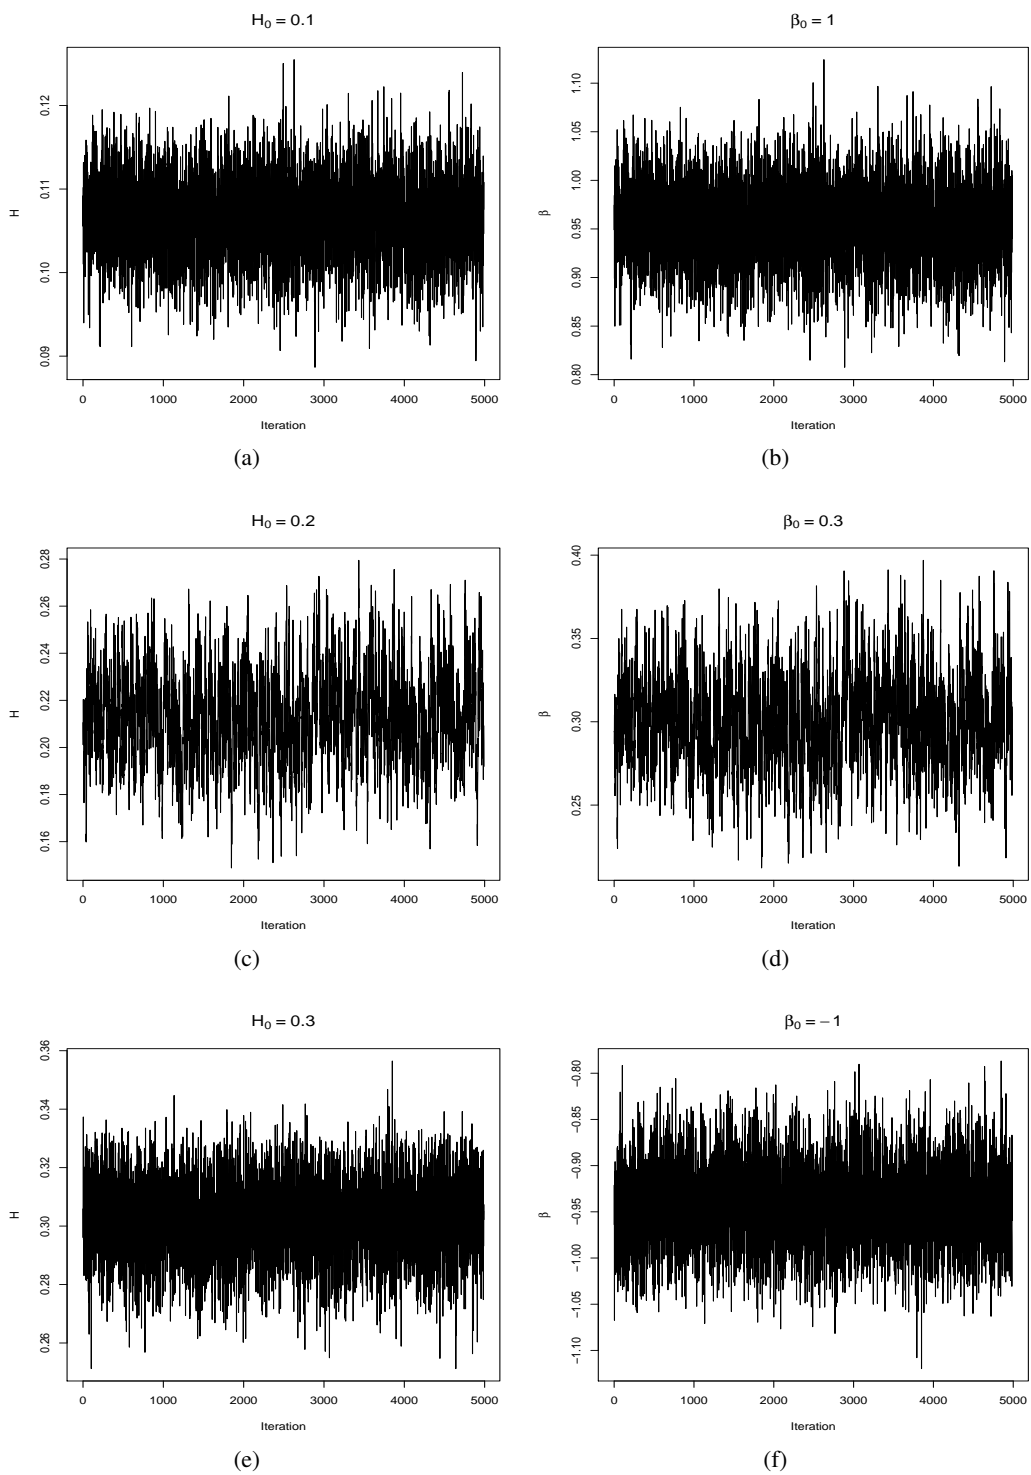 H₀ = 0.1
β₀ = 1
0.12
0.11
0.10
0.09
H
0 1000 2000 3000 4000 5000
Iteration
(a)
1.10
1.05
1.00
0.95
0.90
0.85
0.80
β
0 1000 2000 3000 4000 5000
Iteration
(b)
H₀ = 0.2
β₀ = 0.3
0.28
0.26
0.24
0.22
0.20
0.18
0.16
H
0 1000 2000 3000 4000 5000
Iteration
(c)
0.40
0.35
0.30
0.25
β
0 1000 2000 3000 4000 5000
Iteration
(d)
H₀ = 0.3
β₀ = −1
0.36
0.34
0.32
0.30
0.28
0.26
H
0 1000 2000 3000 4000 5000
Iteration
(e)
−0.80
−0.85
−0.90
−0.95
−1.00
−1.05
−1.10
β
0 1000 2000 3000 4000 5000
Iteration
(f)